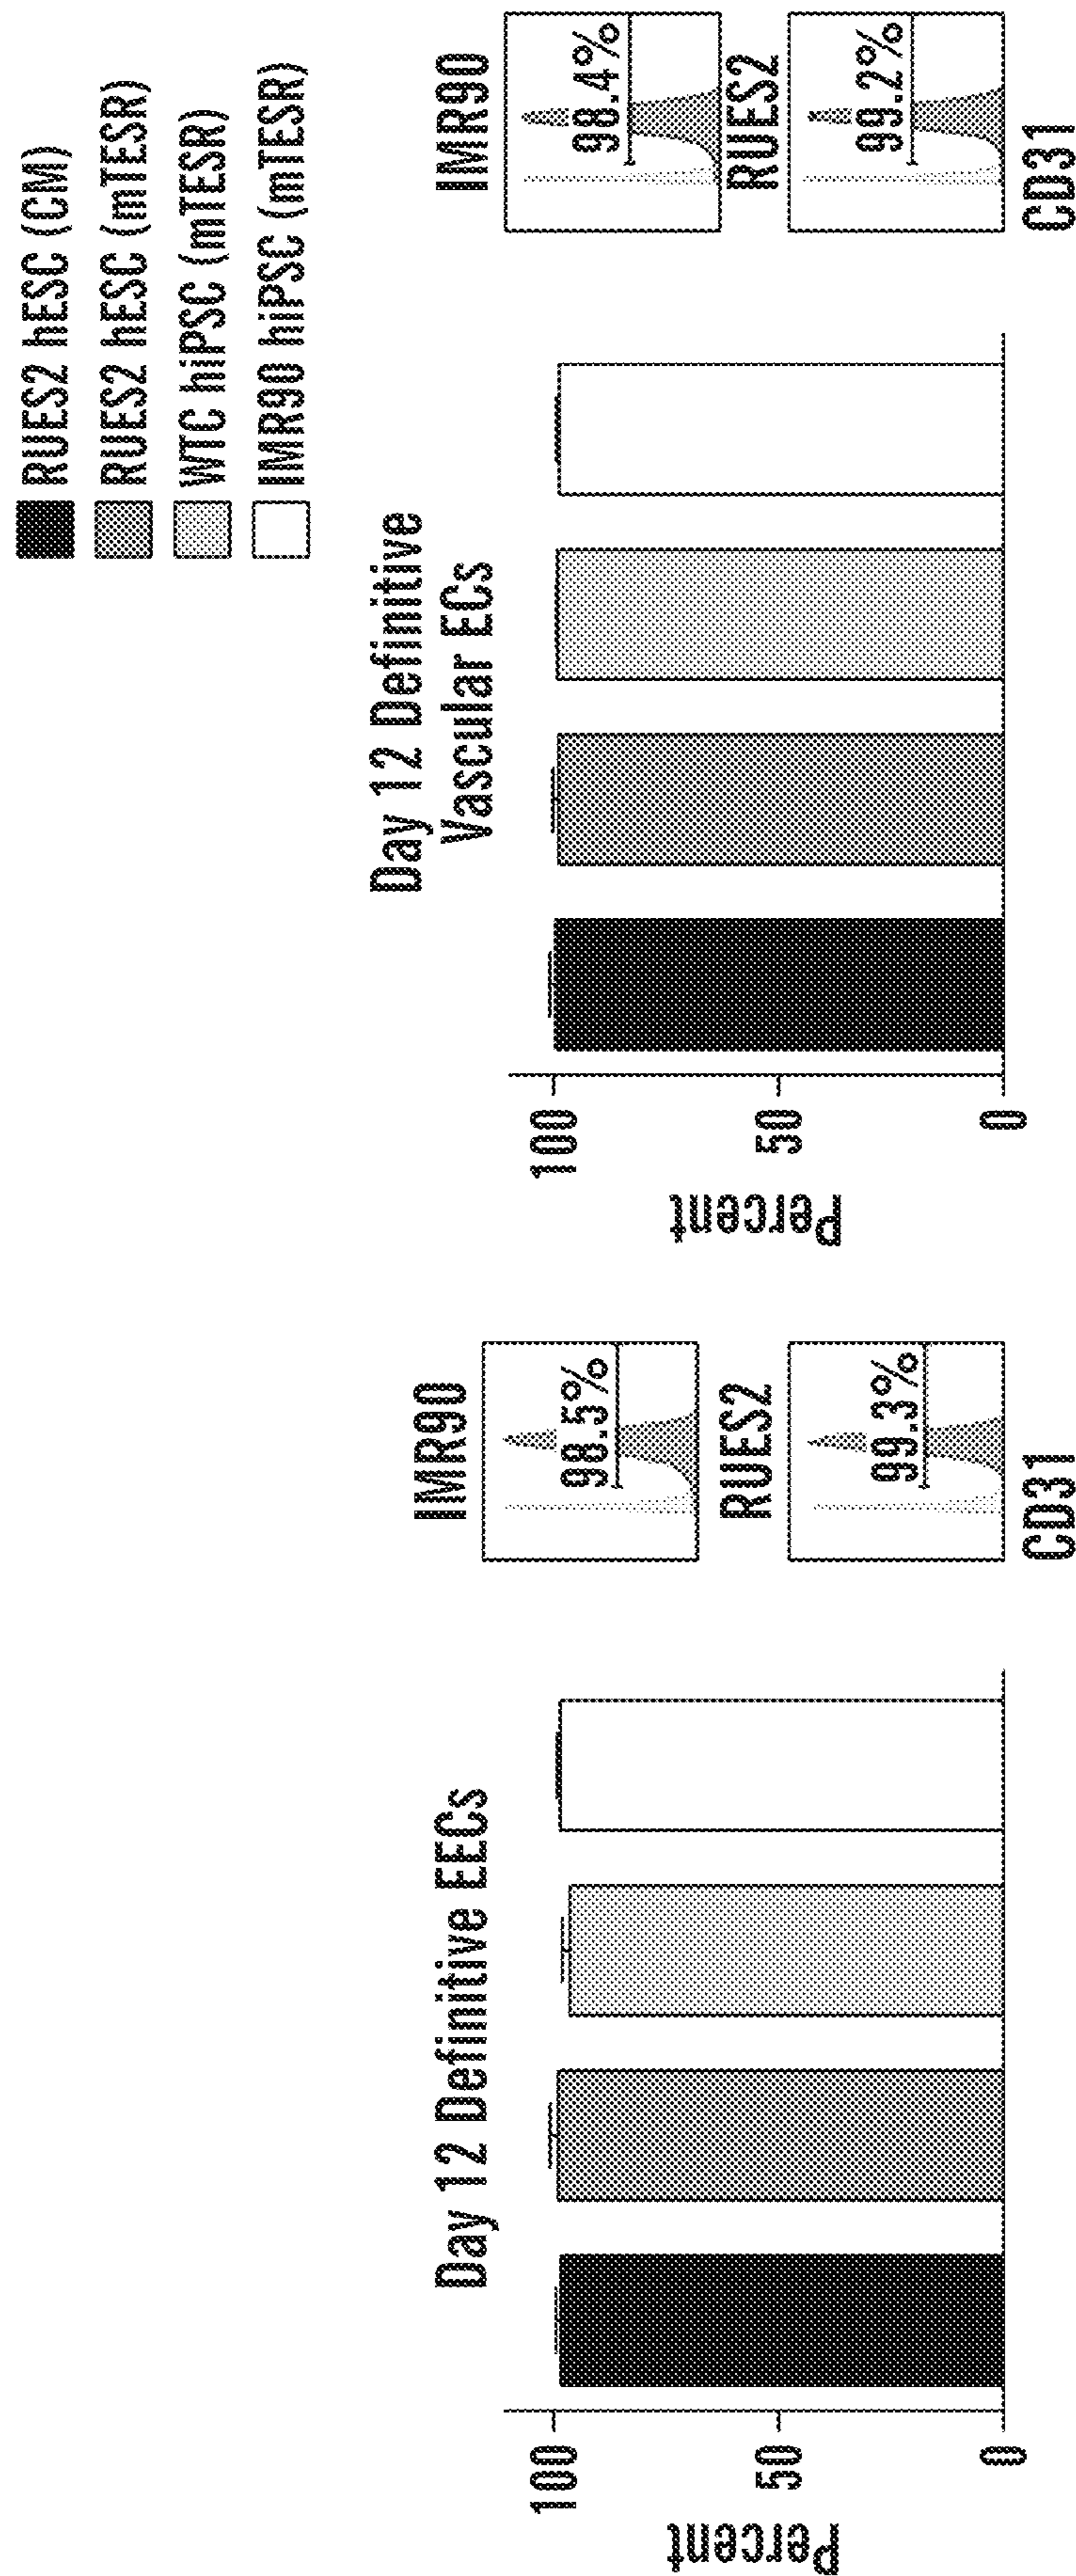 RUES2 hESC (CM)
RUES2 hESC (mTESR)
WTC hiPSC (mTESR)
IMR90 hiPSC (mTESR)
Day 12 Definitive EECs
Percent
100
50
0
IMR90
98.5%
RUES2
99.3%
CD31
Day 12 Definitive
Vascular ECs
Percent
100
50
0
IMR90
98.4%
RUES2
99.2%
CD31